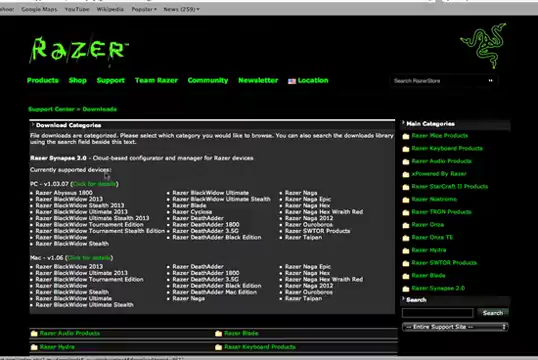 Google Maps YouTube Wikipedia Popular News (259)
RAZER
Products Shop Support Team Razer Community Newsletter Location
Search RazerStore
Support Center » Downloads
Download Categories
File downloads are categorized. Please select which category you would like to browse. You can also search the downloads library
using the search field beside this text.
Razer Synapse 2.0 - Cloud-based configurator and manager for Razer devices
Currently supported devices:
PC - v1.03.07 (Click for details)
Razer Abyssus 1800
Razer BlackWidow 2013
Razer BlackWidow Stealth 2013
Razer BlackWidow Ultimate 2013
Razer BlackWidow Ultimate Stealth 2013
Razer BlackWidow Tournament Edition
Razer BlackWidow Tournament Stealth Edition
Razer BlackWidow
Razer BlackWidow Stealth
Razer BlackWidow Ultimate
Razer BlackWidow Ultimate Stealth
Razer Blade
Razer Cyclosa
Razer DeathAdder
Razer DeathAdder 1800
Razer DeathAdder 3.5G
Razer DeathAdder Black Edition
Razer Naga
Razer Naga Epic
Razer Naga Hex
Razer Naga Hex Wraith Red
Razer Naga 2012
Razer Ouroboros
Razer SWTOR Products
Razer Taipan
Mac - v1.06 (Click for details)
Razer BlackWidow 2013
Razer BlackWidow Ultimate 2013
Razer BlackWidow Tournament Edition
Razer BlackWidow
Razer BlackWidow Stealth
Razer BlackWidow Ultimate
Razer BlackWidow Ultimate Stealth
Razer DeathAdder
Razer DeathAdder 1800
Razer DeathAdder 3.5G
Razer DeathAdder Black Edition
Razer DeathAdder Mac Edition
Razer Naga
Razer Naga Epic
Razer Naga Hex
Razer Naga Hex Wraith Red
Razer Naga 2012
Razer Ouroboros
Razer Taipan
Razer Audio Products
Razer Blade
Razer Hydra
Razer Keyboard Products
Main Categories
Razer Mice Products
Razer Keyboard Products
Razer Audio Products
xPowered By Razer
Razer StarCraft II Products
Razer Nostromo
Razer TRON Products
Razer Onza
Razer Onza TE
Razer Hydra
Razer SWTOR Products
Razer Blade
Razer Synapse 2.0
Search
Search
-- Entire Support Site --